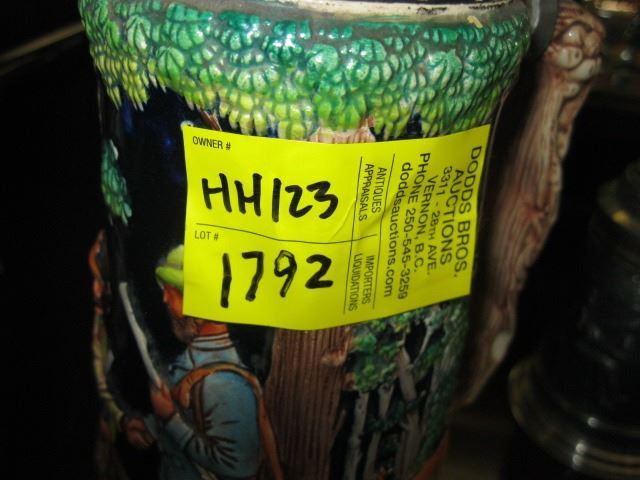 OWNER #
HH123
LOT #
1792
ANTIQUES
APPRAISALS
IMPORTERS
LIQUIDATIONS
DODDS BROS.
AUCTIONS
3311 - 28TH AVE.
VERNON, B.C.
PHONE 250-545-3259
doddsauctions.com